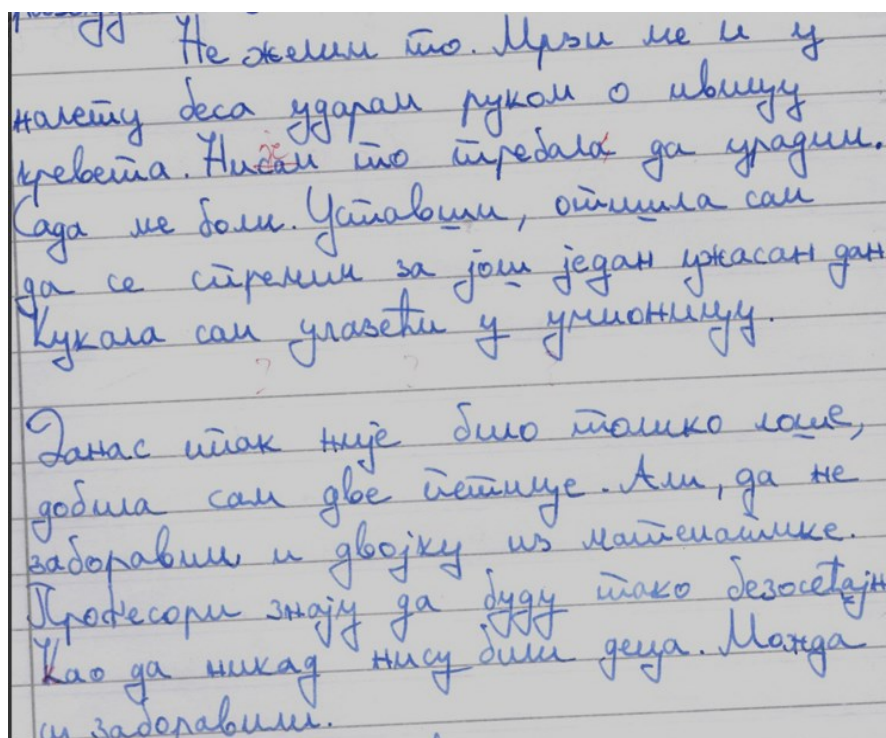 Не желим то. Мрзи ме и у
налету беса ударам руком о ивицу
кревета. Нисам то требала да урадим.
Сада ме боли. Уставши, отишла сам
да се спремим за још један ужасан дан
Кукала сам улазећи у учионицу.
Данас ипак није било толико лоше,
добила сам две петице. Али, да не
заборавим и двојку из математике.
Професори знају да буду тако безосећајн
Као да никад нису били деца. Можда
су заборавили.